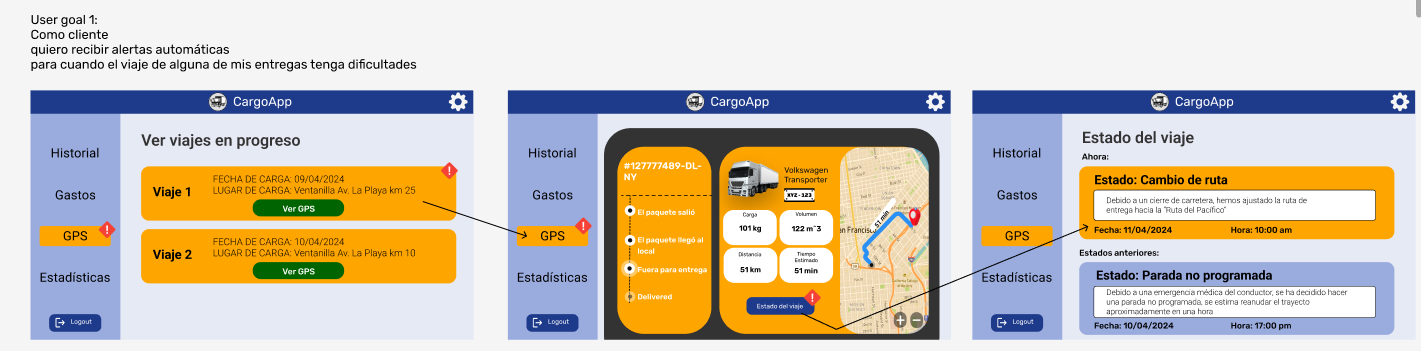 User goal 1:
Como cliente
quiero recibir alertas automáticas
para cuando el viaje de alguna de mis entregas tenga dificultades
CargoApp
Historial
Gastos
GPS
Estadísticas
Logout
Ver viajes en progreso
Viaje 1
FECHA DE CARGA: 09/04/2024
LUGAR DE CARGA: Ventanilla Av. La Playa km 25
Ver GPS
Viaje 2
FECHA DE CARGA: 10/04/2024
LUGAR DE CARGA: Ventanilla Av. La Playa km 10
Ver GPS
CargoApp
Historial
Gastos
GPS
Estadísticas
Logout
#127777489-DL-
NY
El paquete salió
El paquete llegó al
local
Fuera para entrega
Delivered
Volkswagen
Transporter
XYZ - 123
Carga
101 kg
Volumen
122 m^3
Distancia
51 km
Tiempo
Estimado
51 min
Estado del viaje
51 min
an Francisco
CargoApp
Historial
Gastos
GPS
Estadísticas
Logout
Estado del viaje
Ahora:
Estado: Cambio de ruta
Debido a un cierre de carretera, hemos ajustado la ruta de
entrega hacia la "Ruta del Pacífico"
Fecha: 11/04/2024 Hora: 10:00 am
Estados anteriores:
Estado: Parada no programada
Debido a una emergencia médica del conductor, se ha decidido hacer
una parada no programada, se estima reanudar el trayecto
aproximadamente en una hora.
Fecha: 10/04/2024 Hora: 17:00 pm